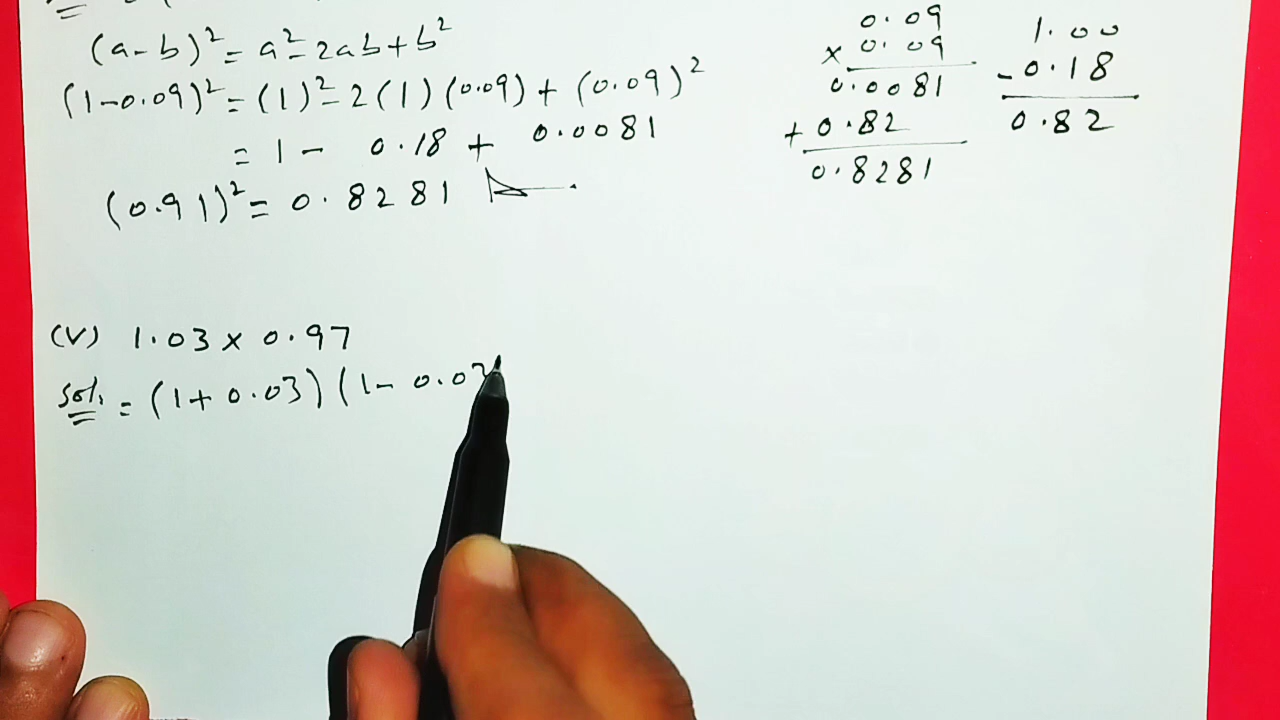 (a-b)² = a²-2ab+b²
(1-0.09)² = (1)²-2(1)(0.09)+(0.09)²
= 1 - 0.18 + 0.0081
(0.91)² = 0.8281
0.09
× 0.09
0.0081
+ 0.82
0.8281
1.00
- 0.18
0.82
(V) 1.03 × 0.97
Sol. = (1+0.03)(1-0.03